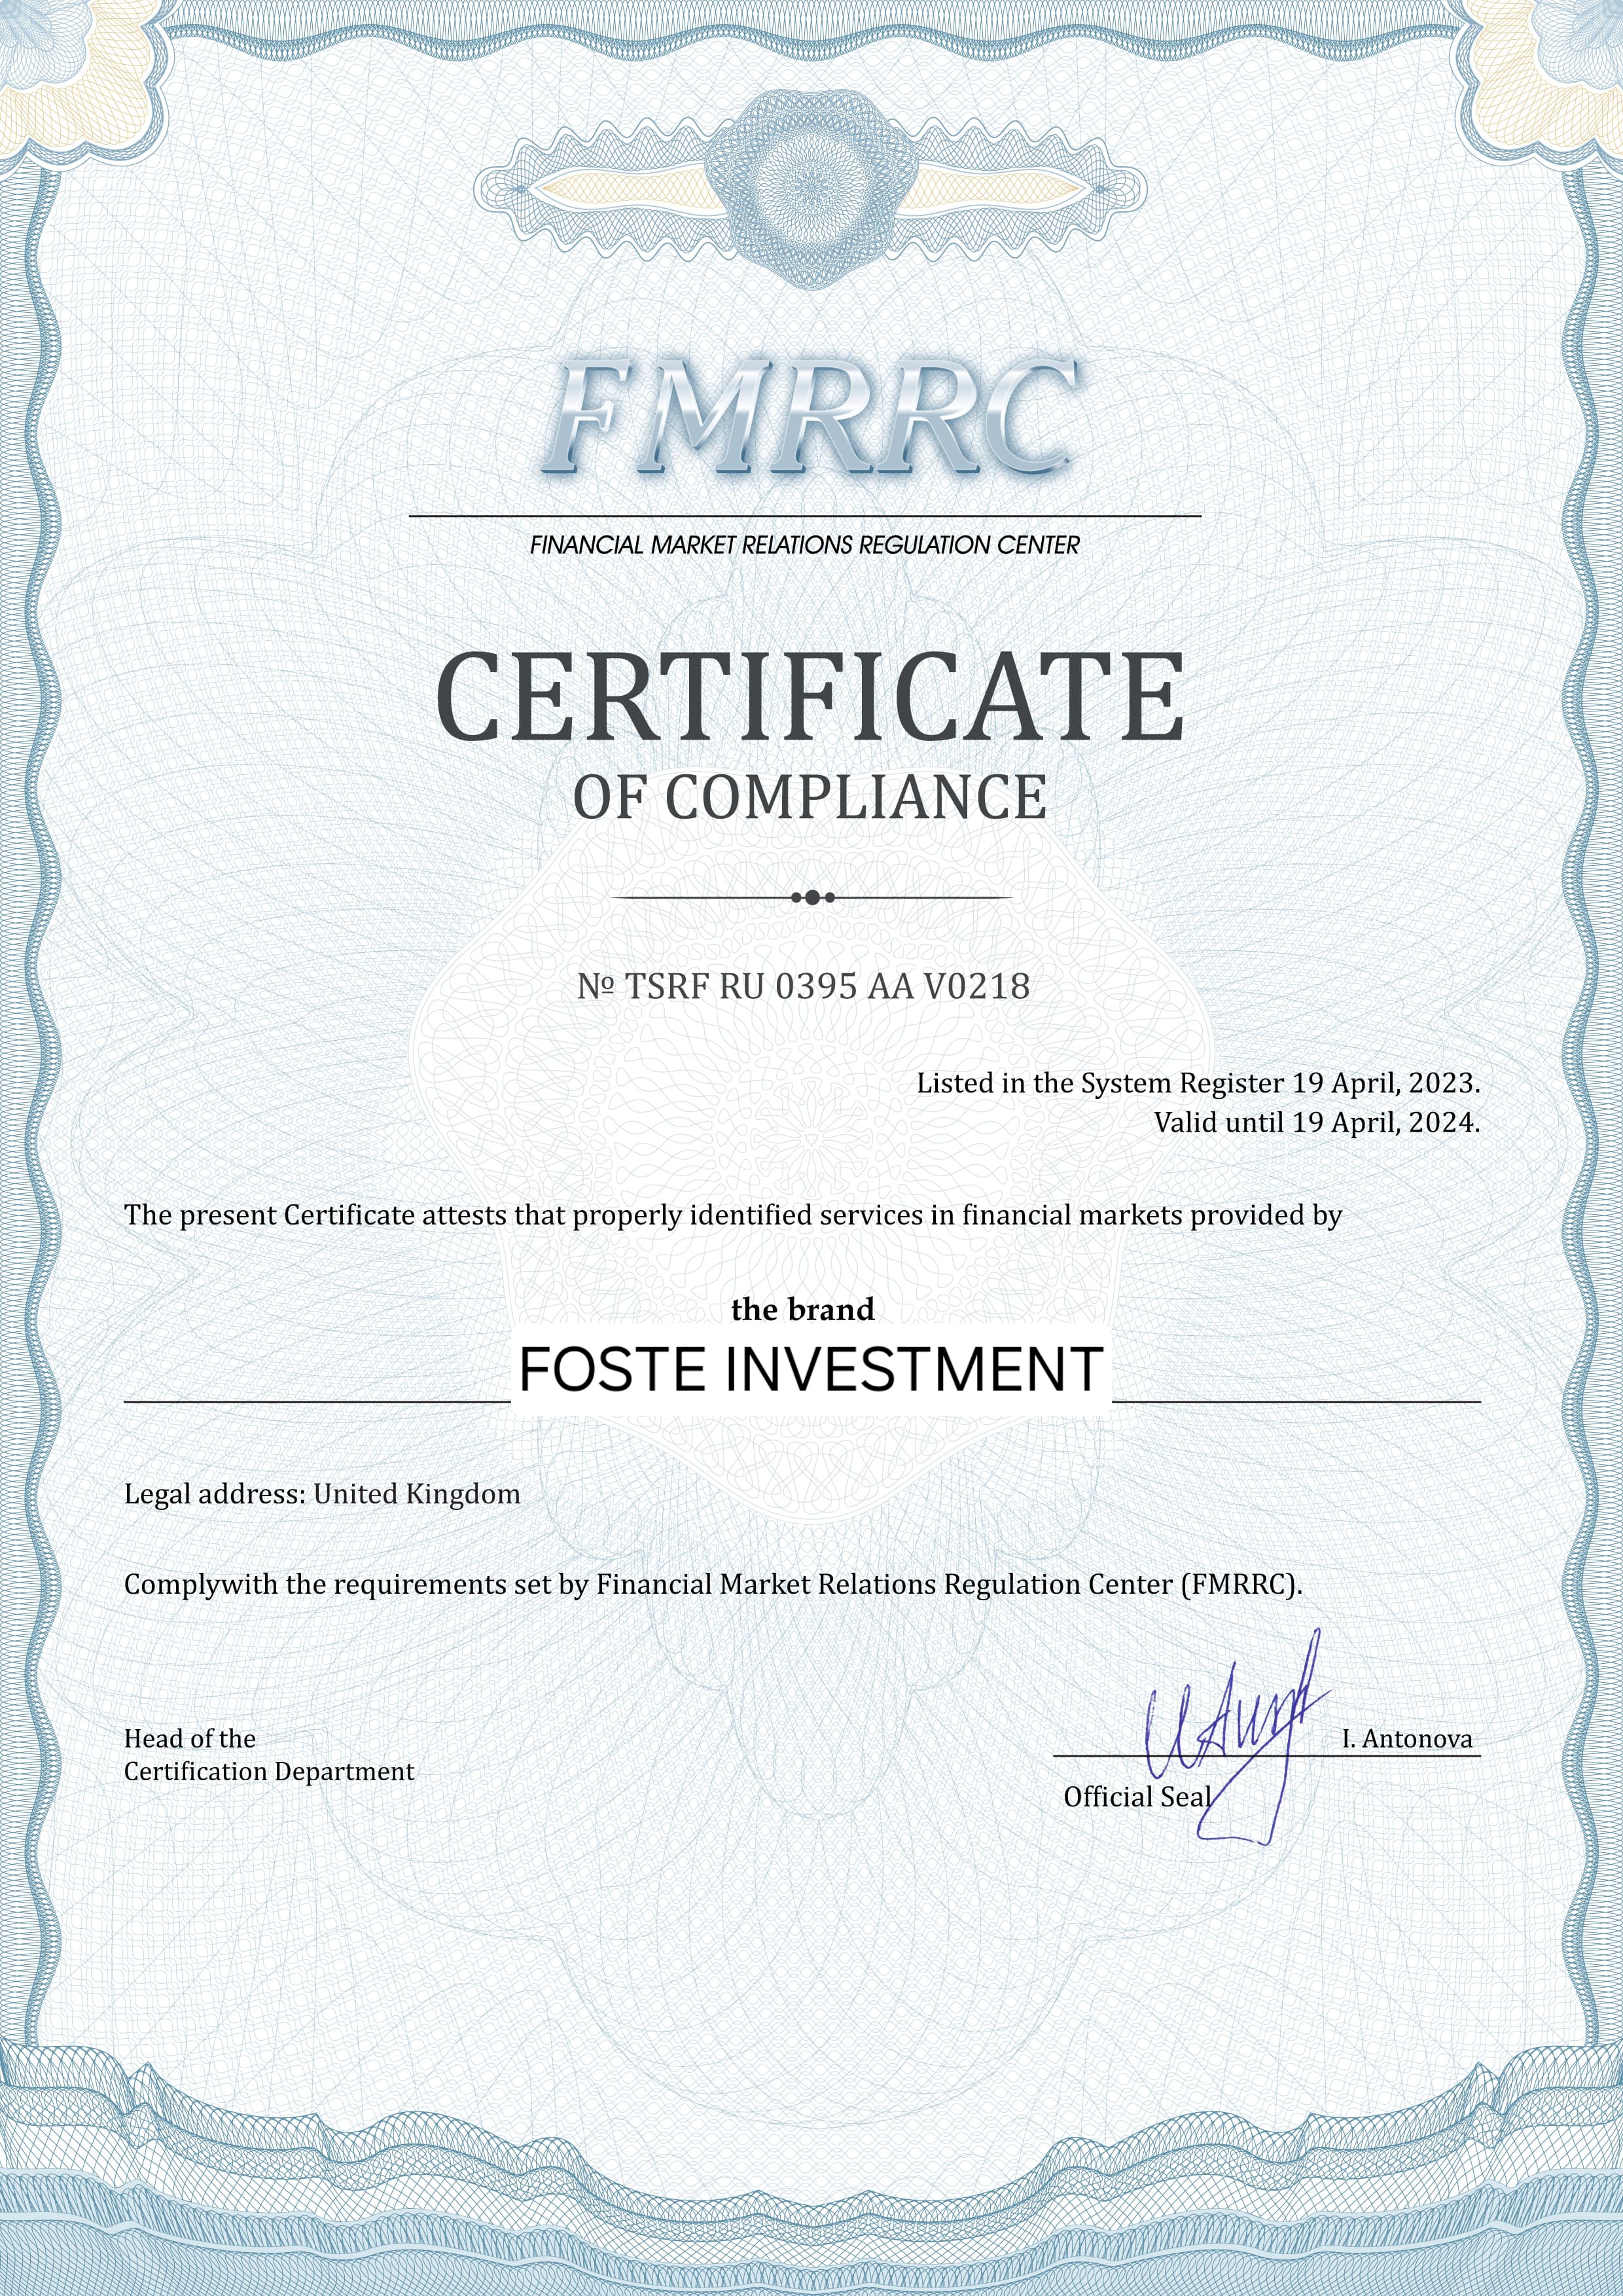 FMRRC
FINANCIAL MARKET RELATIONS REGULATION CENTER
CERTIFICATE
OF COMPLIANCE
№ TSRF RU 0395 AA V0218
Listed in the System Register 19 April, 2023.
Valid until 19 April, 2024.
The present Certificate attests that properly identified services in financial markets provided by
the brand
FOSTE INVESTMENT
Legal address: United Kingdom
Complywith the requirements set by Financial Market Relations Regulation Center (FMRRC).
Head of the
Certification Department
I. Antonova
Official Seal